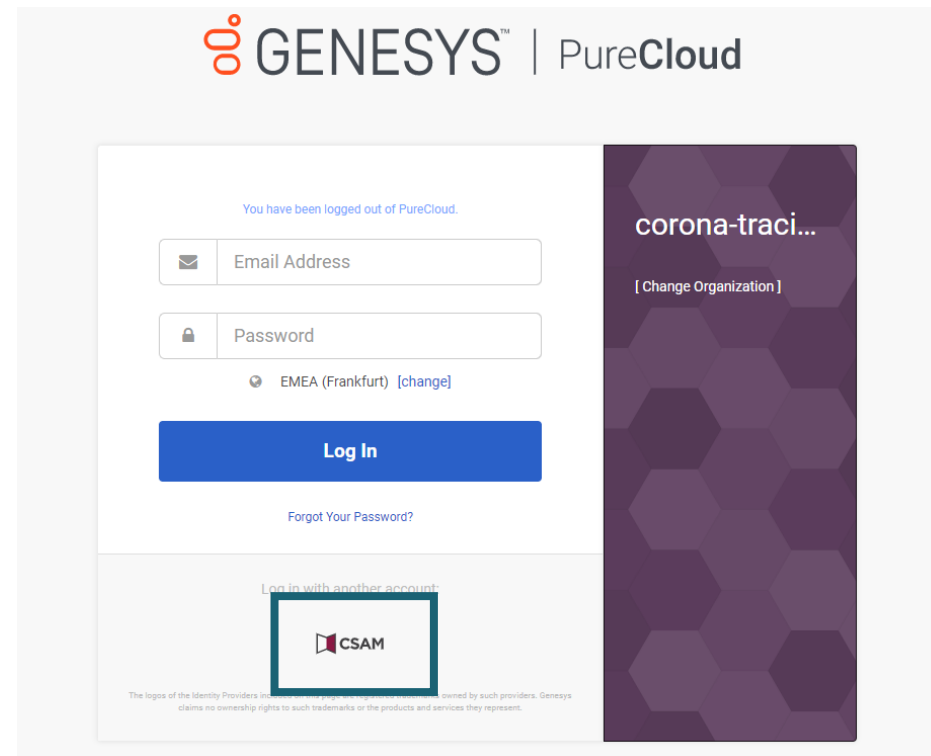 GENESYS™ | PureCloud
You have been logged out of PureCloud.
Email Address
Password
EMEA (Frankfurt) [change]
Log In
Forgot Your Password?
corona-traci...
[ Change Organization ]
Log in with another account:
CSAM
The logos of the Identity Providers on this page are registered trademarks owned by such providers. Genesys
claims no ownership rights to such trademarks or the products and services they represent.